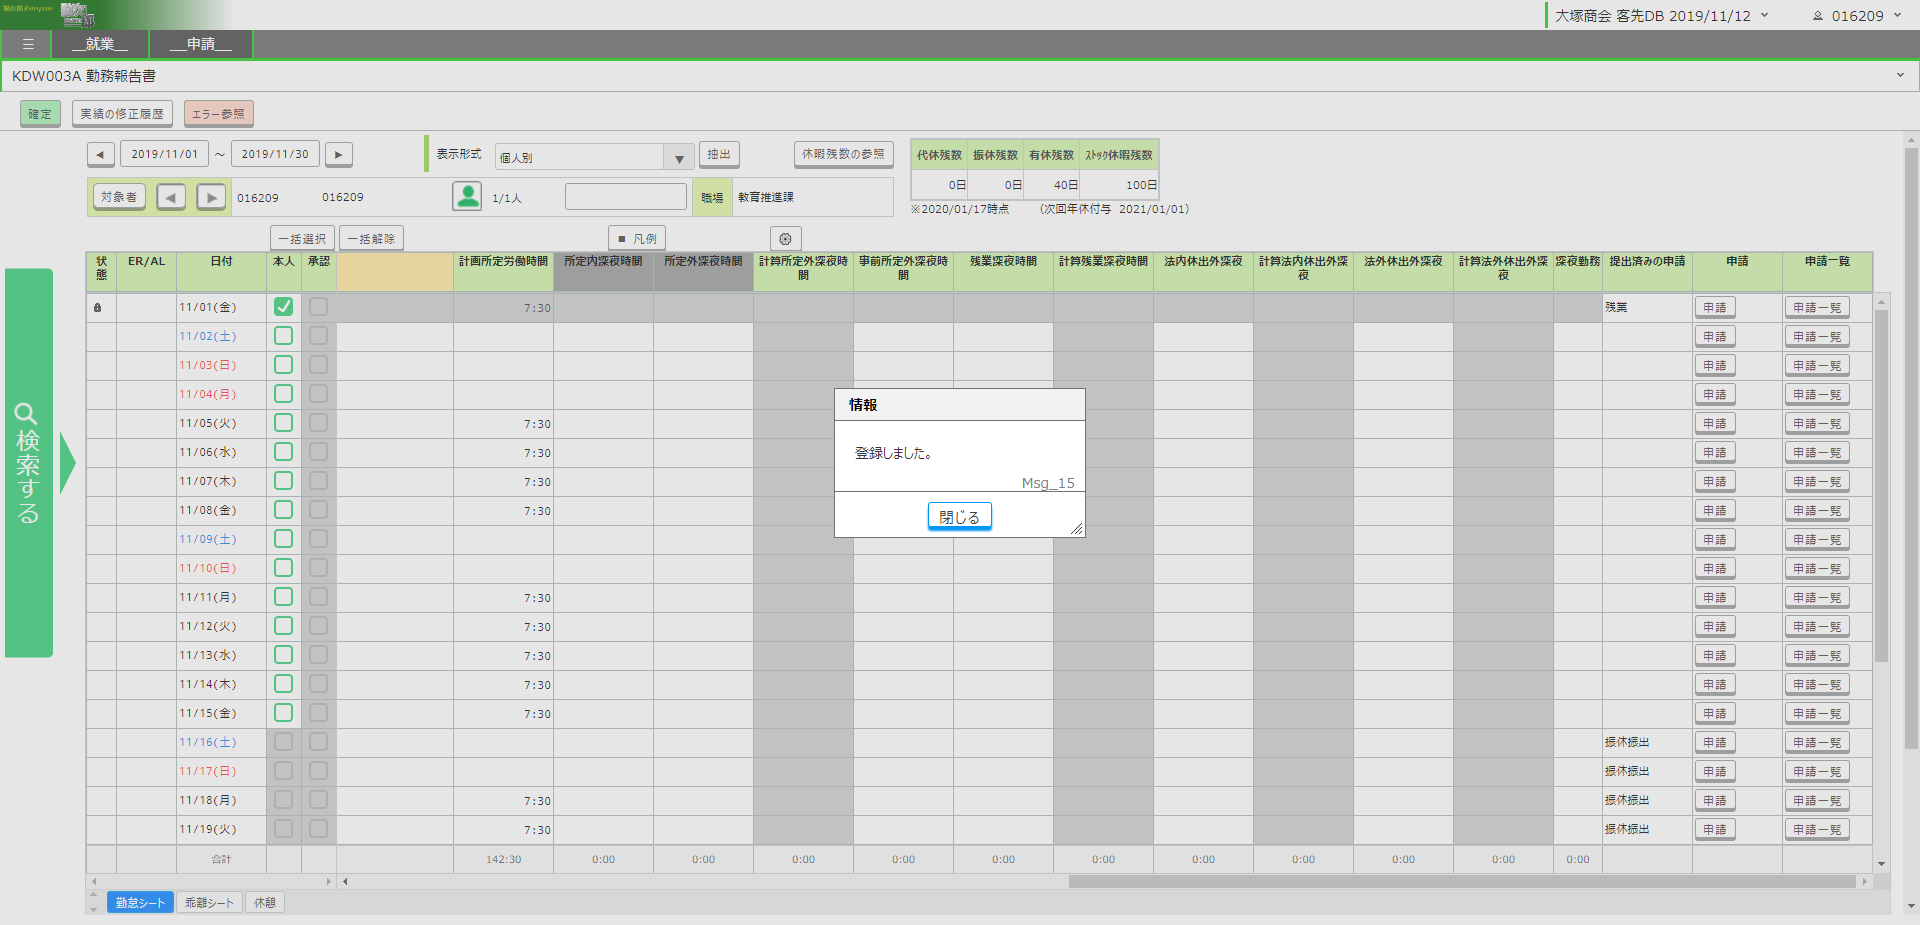 勤次郎 Enterprise
大塚商会 客先DB 2019/11/12
016209
☰ __就業__ __申請__
KDW003A 勤務報告書
確定 実績の修正履歴 エラー参照
◀ 2019/11/01 ～ 2019/11/30 ▶ 表示形式 個人別 ▼ 抽出 休暇残数の参照
代休残数 振休残数 有休残数 ｽﾄｯｸ休暇残数
0日 0日 40日 100日
※2020/01/17時点 (次回年休付与 2021/01/01)
対象者 ◀ ▶ 016209 016209 1/1人 職場 教育推進課
一括選択 一括解除 ■ 凡例
状態 ER/AL 日付 本人 承認 計画所定労働時間 所定内深夜時間 所定外深夜時間 計算所定外深夜時間 事前所定外深夜時間 残業深夜時間 計算残業深夜時間 法内休出外深夜 計算法内休出外深夜 法外休出外深夜 計算法外休出外深夜 深夜勤務 提出済みの申請 申請 申請一覧
11/01(金) 7:30 残業 申請 申請一覧
11/02(土) 申請 申請一覧
11/03(日) 申請 申請一覧
11/04(月) 申請 申請一覧
11/05(火) 7:30 申請 申請一覧
11/06(水) 7:30 申請 申請一覧
11/07(木) 7:30 申請 申請一覧
11/08(金) 7:30 申請 申請一覧
11/09(土) 申請 申請一覧
11/10(日) 申請 申請一覧
11/11(月) 7:30 申請 申請一覧
11/12(火) 7:30 申請 申請一覧
11/13(水) 7:30 申請 申請一覧
11/14(木) 7:30 申請 申請一覧
11/15(金) 7:30 申請 申請一覧
11/16(土) 振休振出 申請 申請一覧
11/17(日) 振休振出 申請 申請一覧
11/18(月) 7:30 振休振出 申請 申請一覧
11/19(火) 7:30 振休振出 申請 申請一覧
合計 142:30 0:00 0:00 0:00 0:00 0:00 0:00 0:00 0:00 0:00 0:00 0:00
勤怠シート 乖離シート 休憩
検索する
情報
登録しました。
Msg_15
閉じる